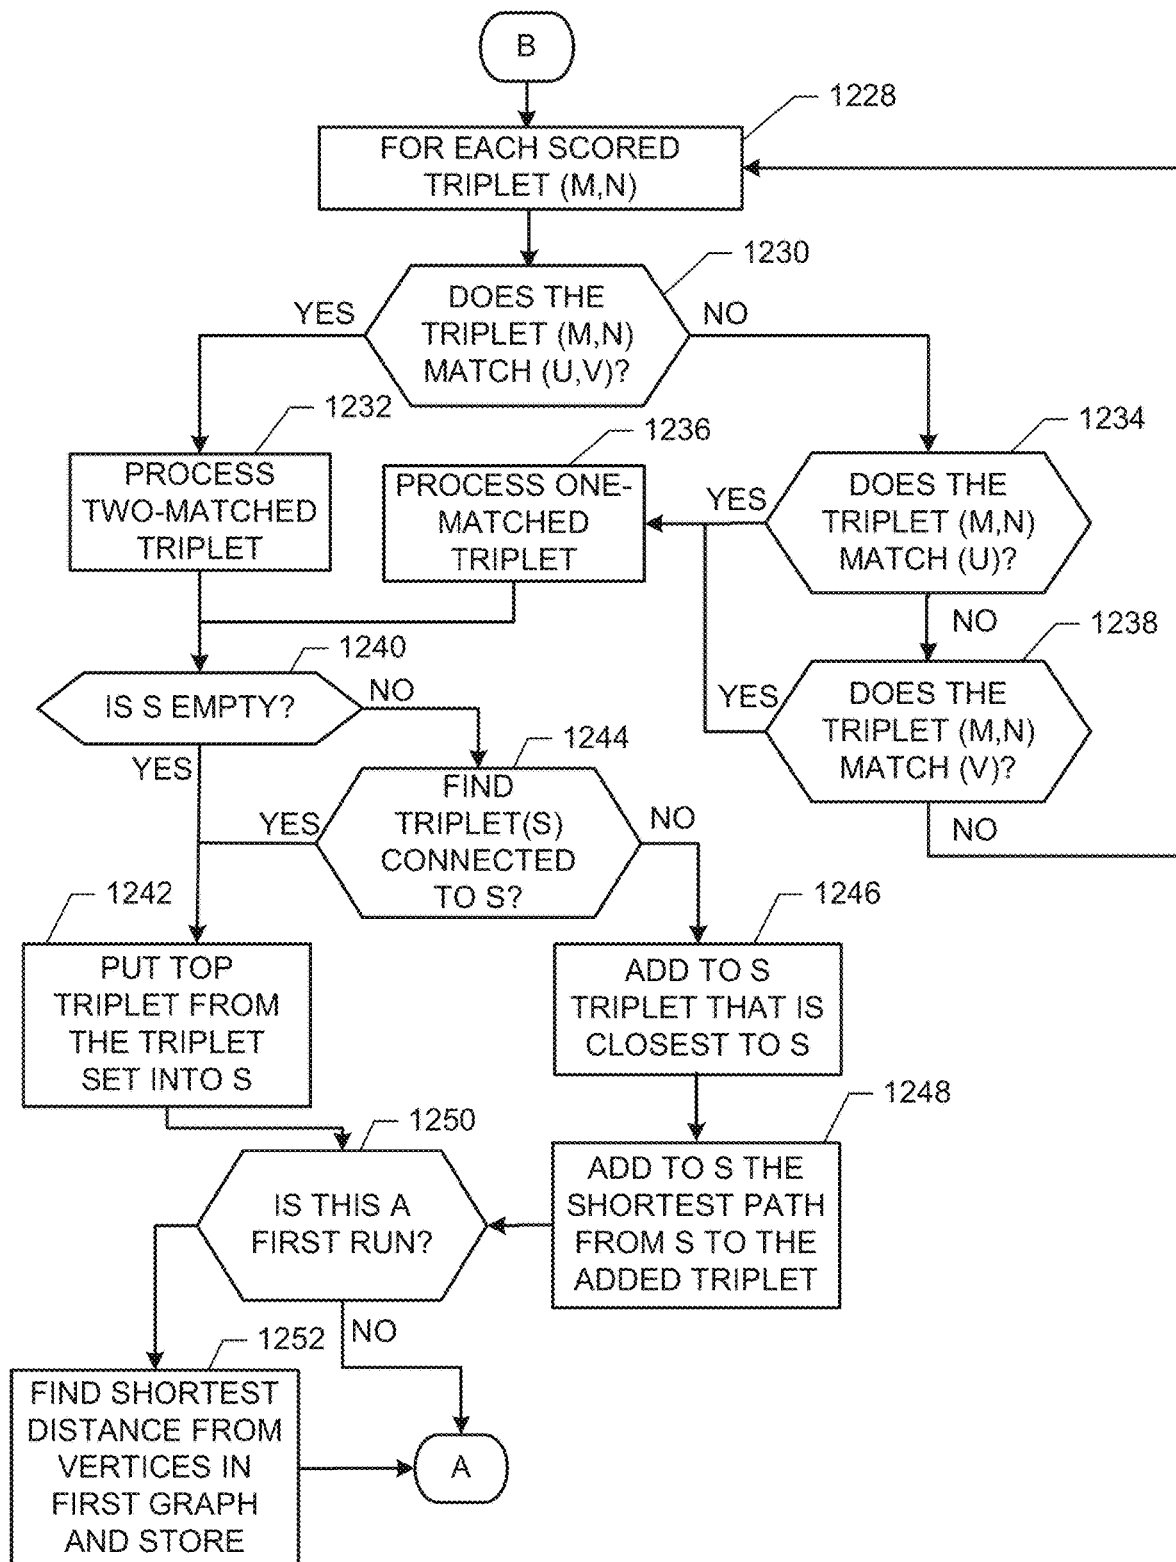 B
1228
FOR EACH SCORED
TRIPLET (M,N)
1230
DOES THE
TRIPLET (M,N)
MATCH (U,V)?
YES
NO
1232
PROCESS
TWO-MATCHED
TRIPLET
1236
PROCESS ONE-
MATCHED
TRIPLET
1234
DOES THE
TRIPLET (M,N)
MATCH (U)?
YES
NO
1238
DOES THE
TRIPLET (M,N)
MATCH (V)?
YES
NO
1240
IS S EMPTY?
NO
YES
1244
FIND
TRIPLET(S)
CONNECTED
TO S?
YES
NO
1242
PUT TOP
TRIPLET FROM
THE TRIPLET
SET INTO S
1246
ADD TO S
TRIPLET THAT IS
CLOSEST TO S
1248
ADD TO S THE
SHORTEST PATH
FROM S TO THE
ADDED TRIPLET
1250
IS THIS A
FIRST RUN?
NO
1252
FIND SHORTEST
DISTANCE FROM
VERTICES IN
FIRST GRAPH
AND STORE
A